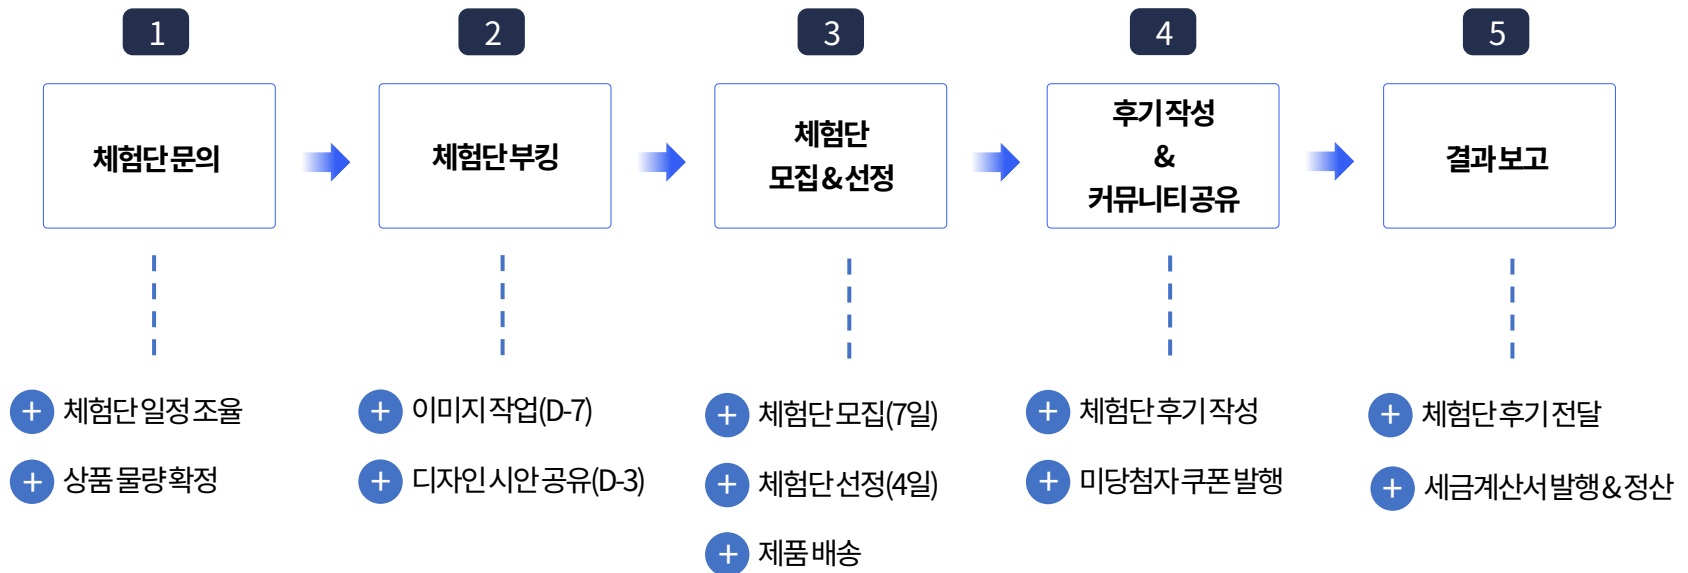 1
2
3
4
5
체험단 문의
체험단 부킹
체험단
모집 & 선정
후기 작성
&
커뮤니티 공유
결과 보고
+ 체험단 일정 조율
+ 상품 물량 확정
+ 이미지 작업(D-7)
+ 디자인 시안 공유(D-3)
+ 체험단 모집(7일)
+ 체험단 선정(4일)
+ 제품 배송
+ 체험단 후기 작성
+ 미당첨자 쿠폰 발행
+ 체험단 후기 전달
+ 세금계산서 발행 & 정산